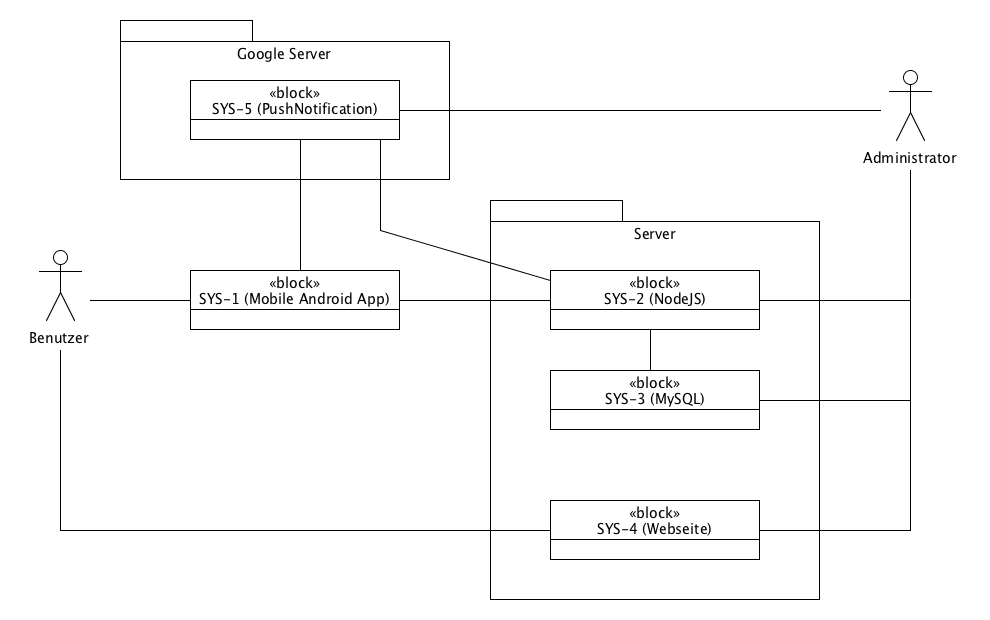 Google Server
«block»
SYS-5 (PushNotification)
Administrator
Server
«block»
SYS-1 (Mobile Android App)
«block»
SYS-2 (NodeJS)
Benutzer
«block»
SYS-3 (MySQL)
«block»
SYS-4 (Webseite)